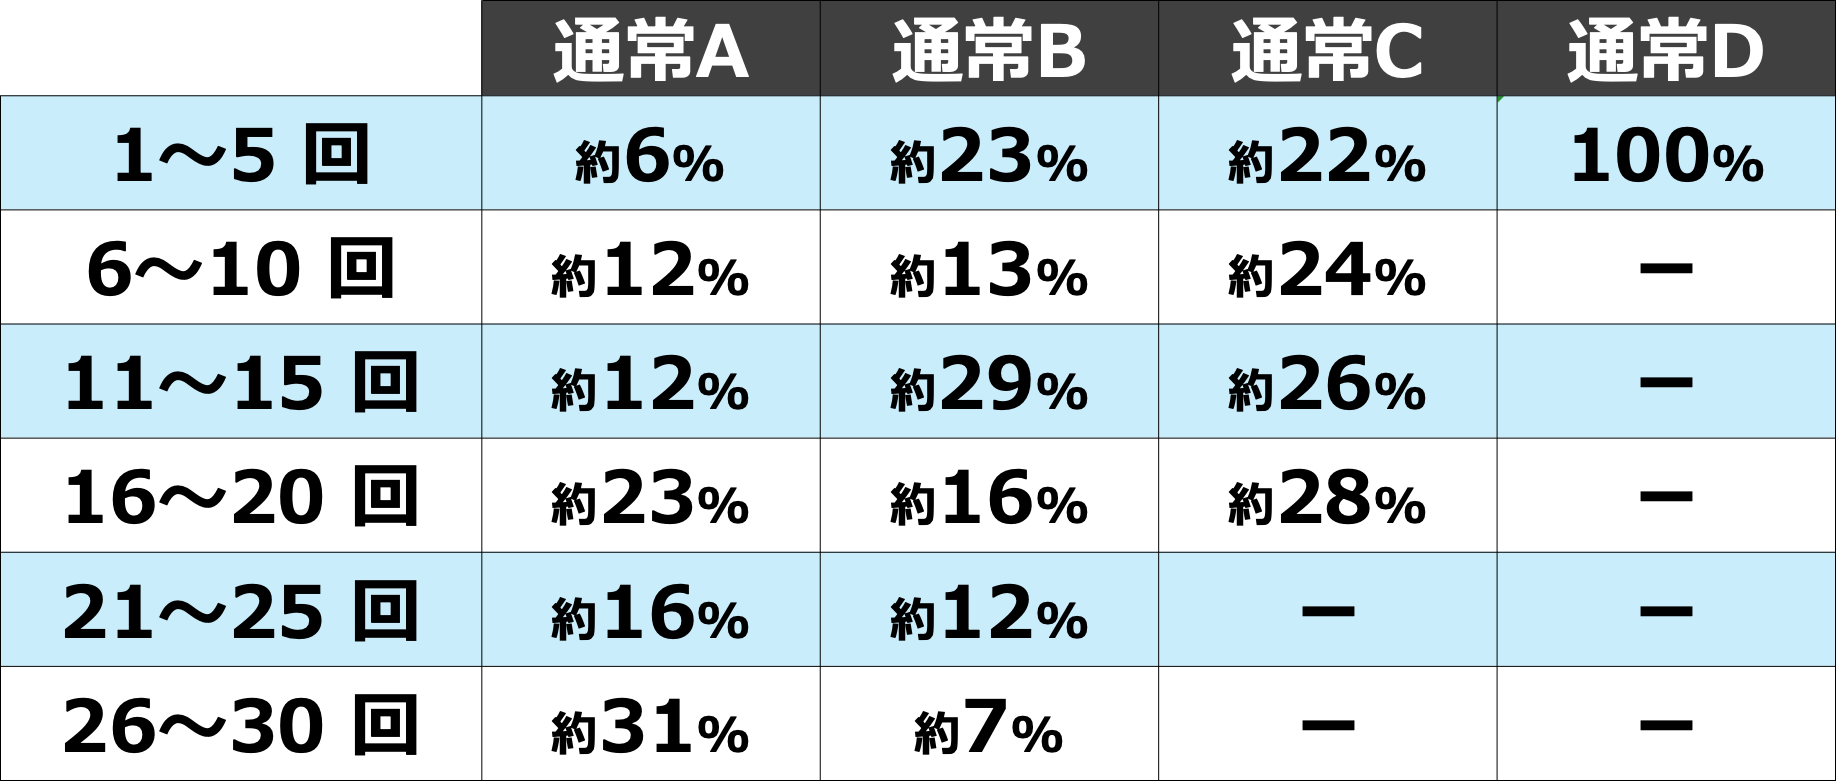 通常A 通常B 通常C 通常D
1～5 回 約6% 約23% 約22% 100%
6～10 回 約12% 約13% 約24% ー
11～15 回 約12% 約29% 約26% ー
16～20 回 約23% 約16% 約28% ー
21～25 回 約16% 約12% ー ー
26～30 回 約31% 約7% ー ー